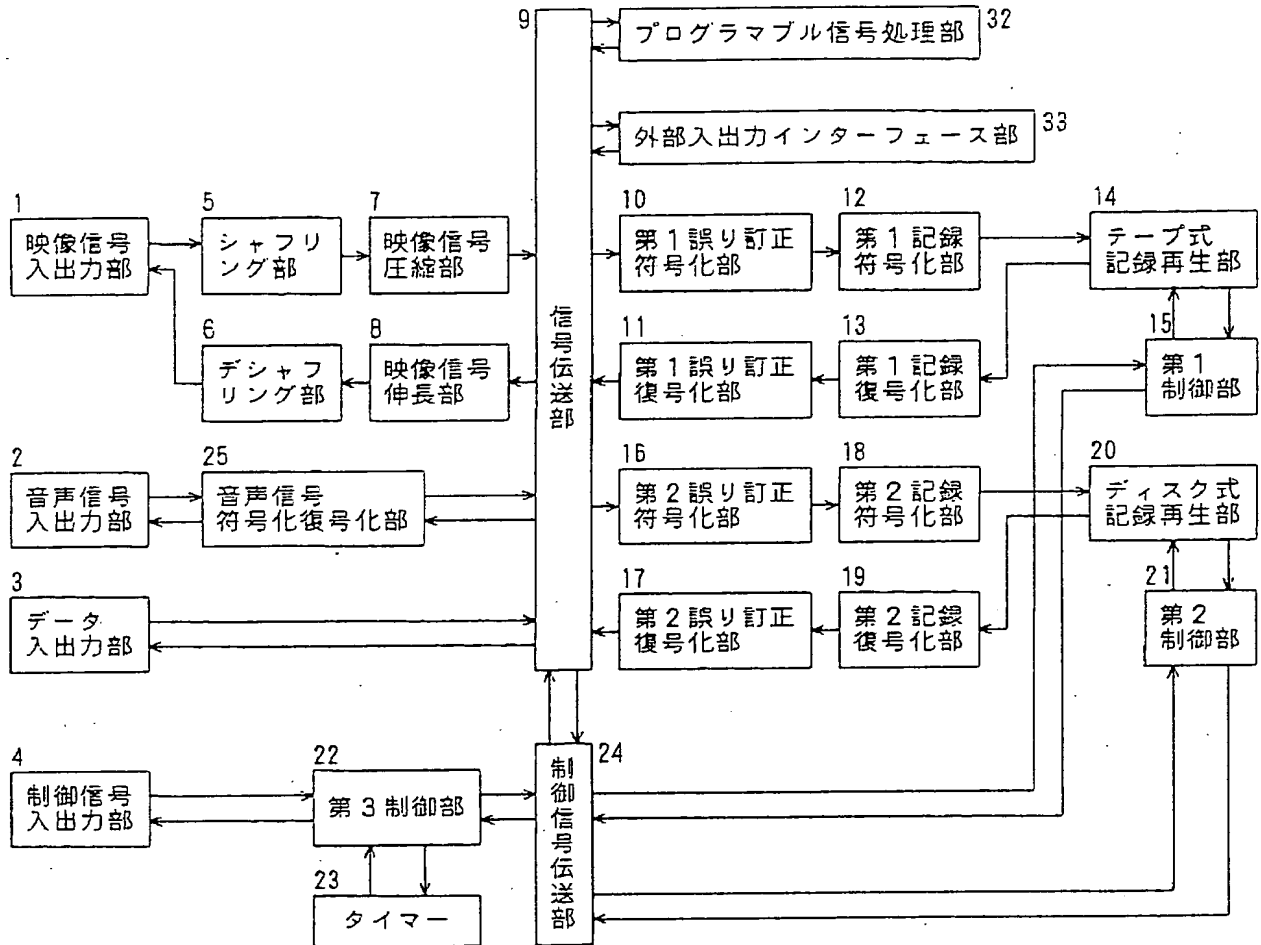 9
プログラマブル信号処理部
32
外部入出力インターフェース部
33
1
映像信号
入出力部
5
シャフリ
ング部
7
映像信号
圧縮部
10
第1誤り訂正
符号化部
12
第1記録
符号化部
14
テープ式
記録再生部
6
デシャフ
リング部
8
映像信号
伸長部
信号伝送部
11
第1誤り訂正
復号化部
13
第1記録
復号化部
15
第1
制御部
2
音声信号
入出力部
25
音声信号
符号化復号化部
16
第2誤り訂正
符号化部
18
第2記録
符号化部
20
ディスク式
記録再生部
3
データ
入出力部
17
第2誤り訂正
復号化部
19
第2記録
復号化部
21
第2
制御部
4
制御信号
入出力部
22
第3制御部
24
制御信号伝送部
23
タイマー